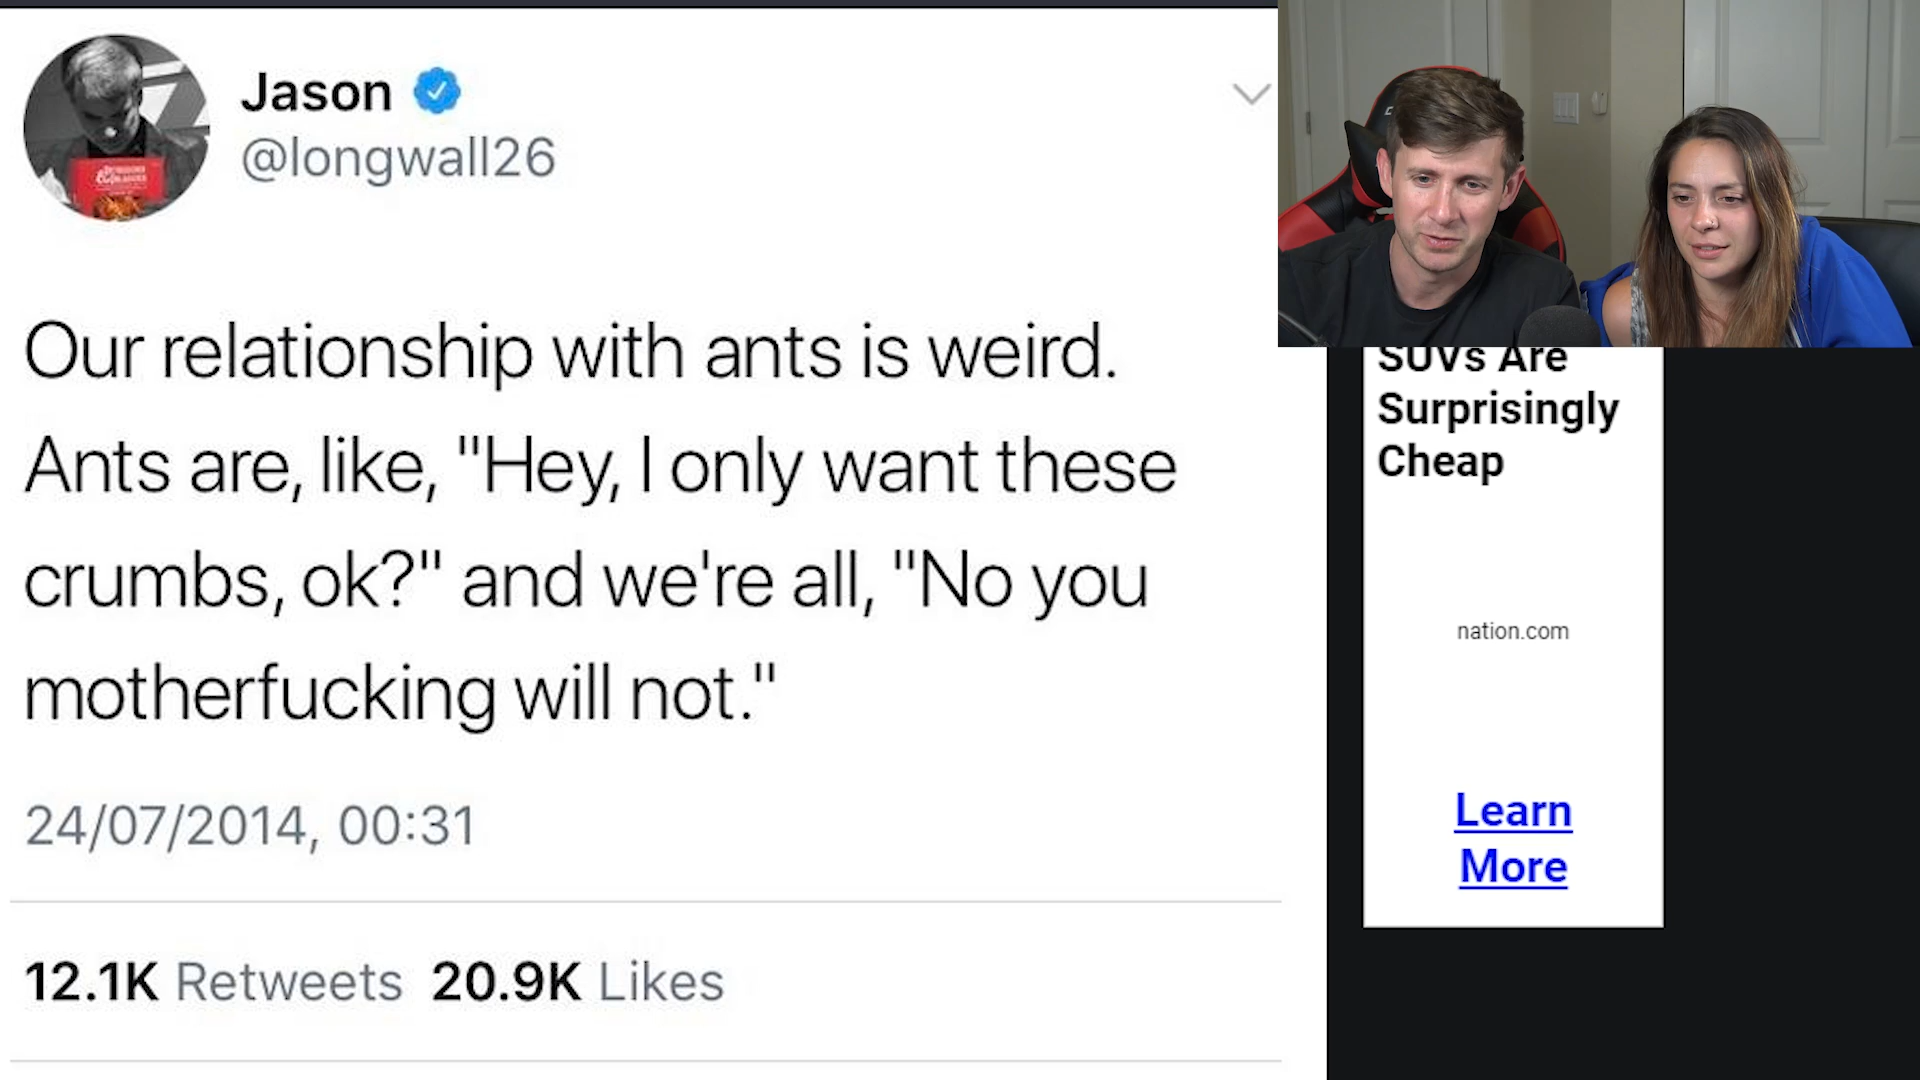 Jason
@longwall26
Our relationship with ants is weird.
Ants are, like, "Hey, I only want these
crumbs, ok?" and we're all, "No you
motherfucking will not."
24/07/2014, 00:31
12.1K Retweets 20.9K Likes
SUVs Are
Surprisingly
Cheap
nation.com
Learn
More